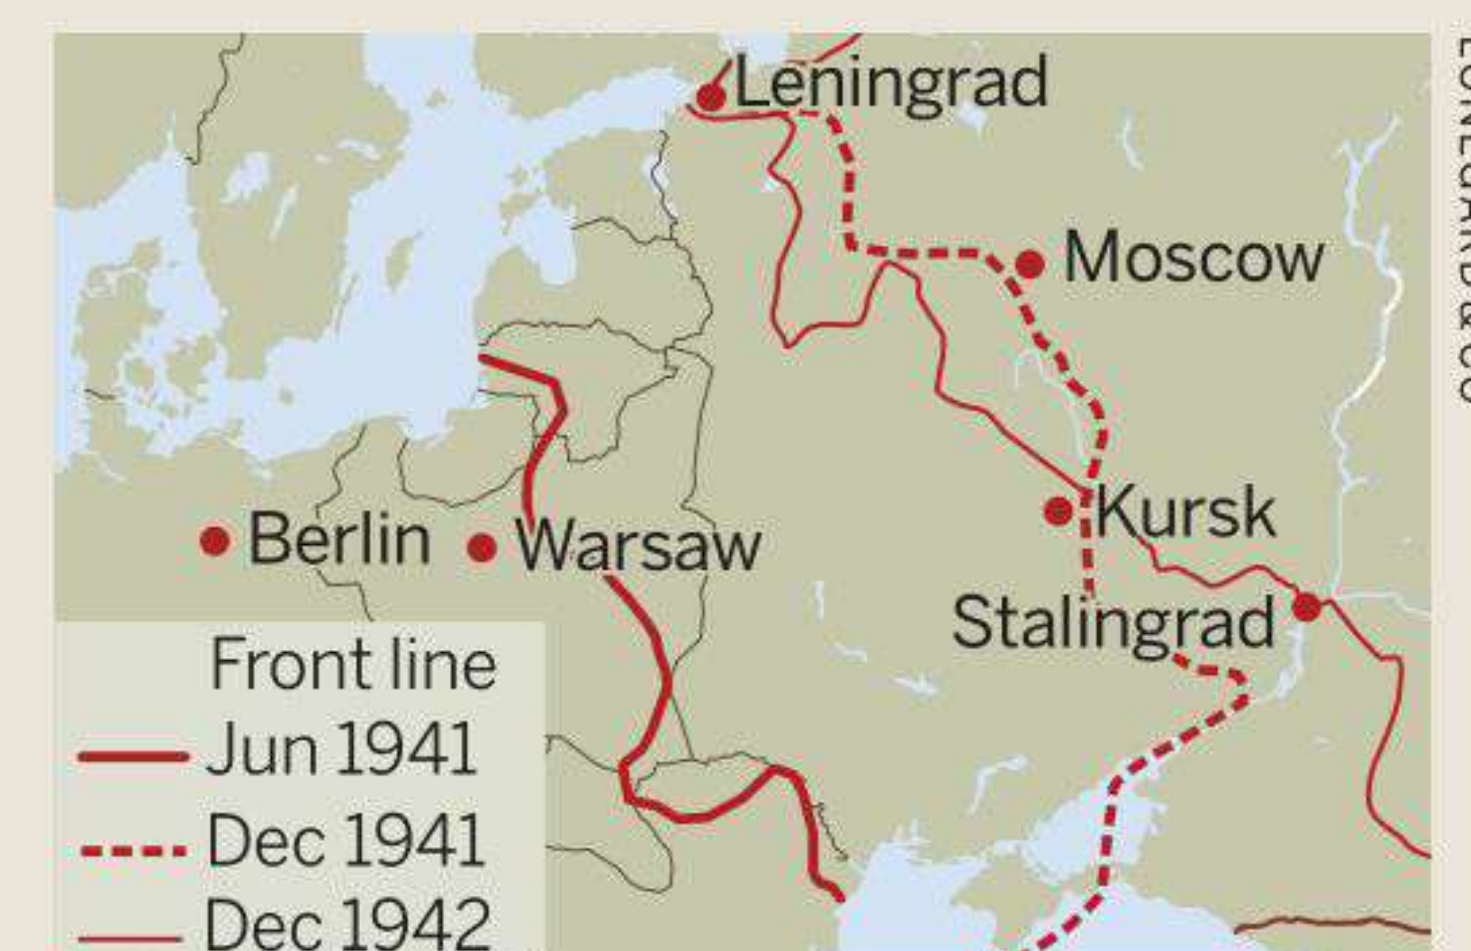 Leningrad
Moscow
Kursk
Berlin
Warsaw
Stalingrad
Front line
Jun 1941
Dec 1941
Dec 1942